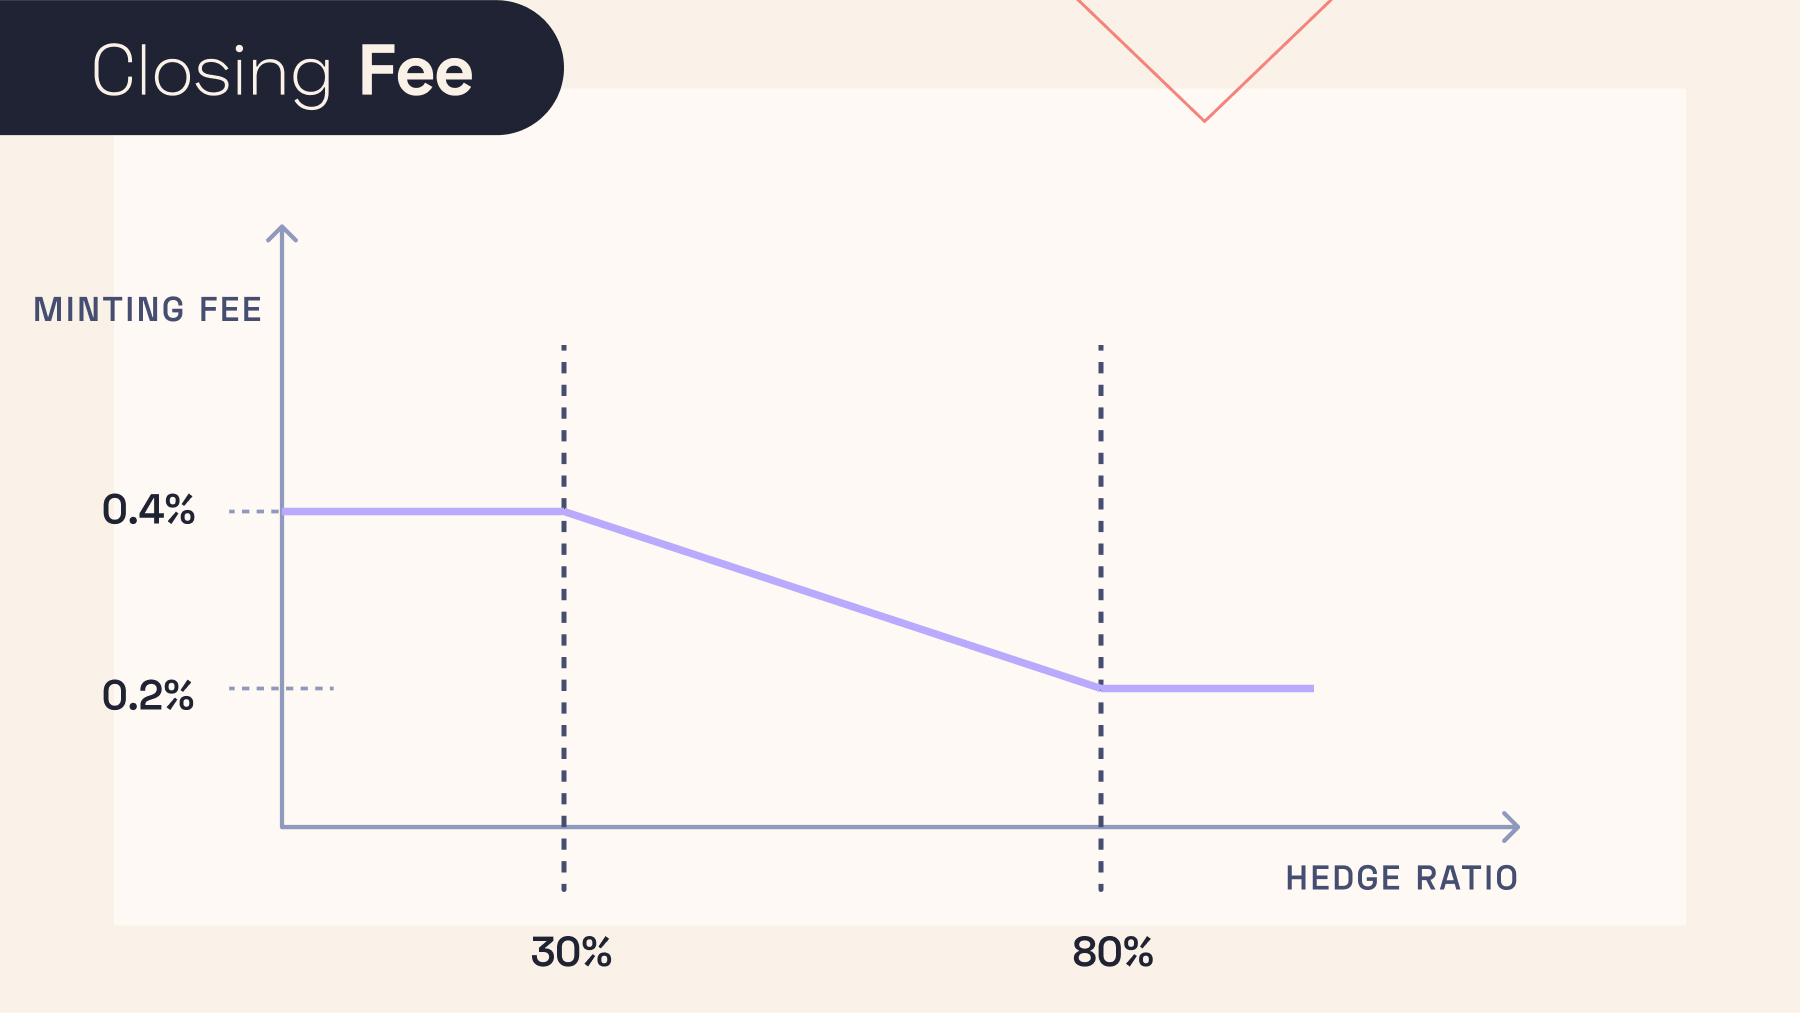 Closing Fee
MINTING FEE
0.4%
0.2%
HEDGE RATIO
30%
80%